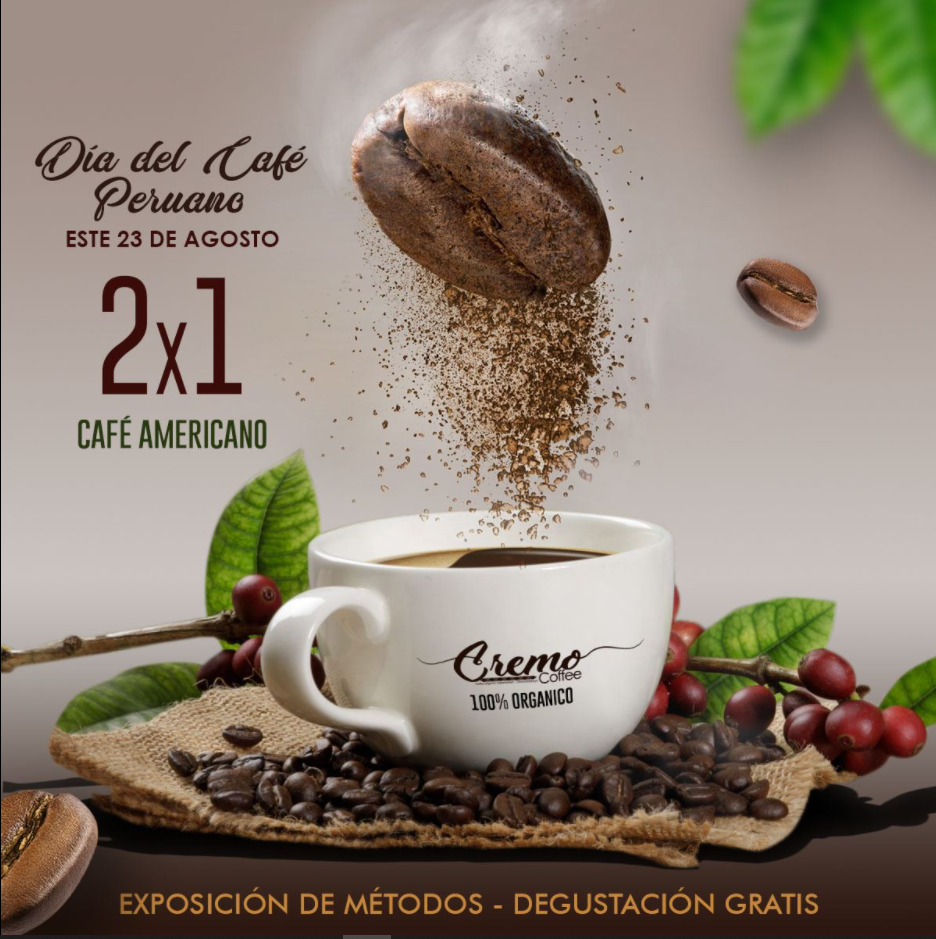 Día del Café
Peruano
ESTE 23 DE AGOSTO
2x1
CAFÉ AMERICANO
Cremo
Coffee
100% ORGANICO
EXPOSICIÓN DE MÉTODOS - DEGUSTACIÓN GRATIS